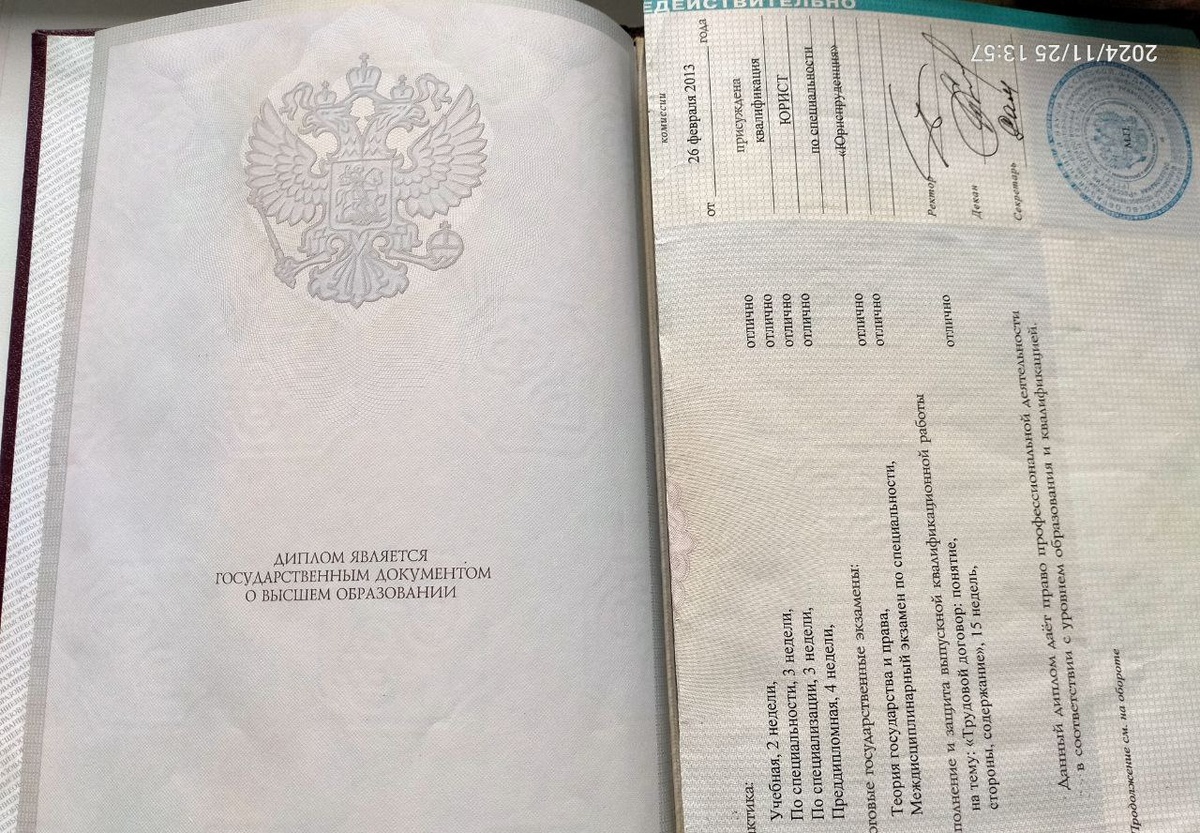 ДИПЛОМ ЯВЛЯЕТСЯ
ГОСУДАРСТВЕННЫМ ДОКУМЕНТОМ
О ВЫСШЕМ ОБРАЗОВАНИИ
ЕДЕЙСТВИТЕЛЬНО
2024/11/25 13:57
комиссии
от 26 февраля 2013 года
присуждена
квалификация
ЮРИСТ
по специальности
«Юриспруденция»
Ректор
Декан
Секретарь
М.П.
актика:
Учебная, 2 недели, отлично
По специальности, 3 недели, отлично
По специализации, 3 недели, отлично
Преддипломная, 4 недели, отлично
оговые государственные экзамены:
Теория государства и права, отлично
Междисциплинарный экзамен по специальности, отлично
полнение и защита выпускной квалификационной работы
на тему: «Трудовой договор: понятие, отлично
стороны, содержание», 15 недель,
Данный диплом даёт право профессиональной деятельности
в соответствии с уровнем образования и квалификацией.
Продолжение см. на обороте